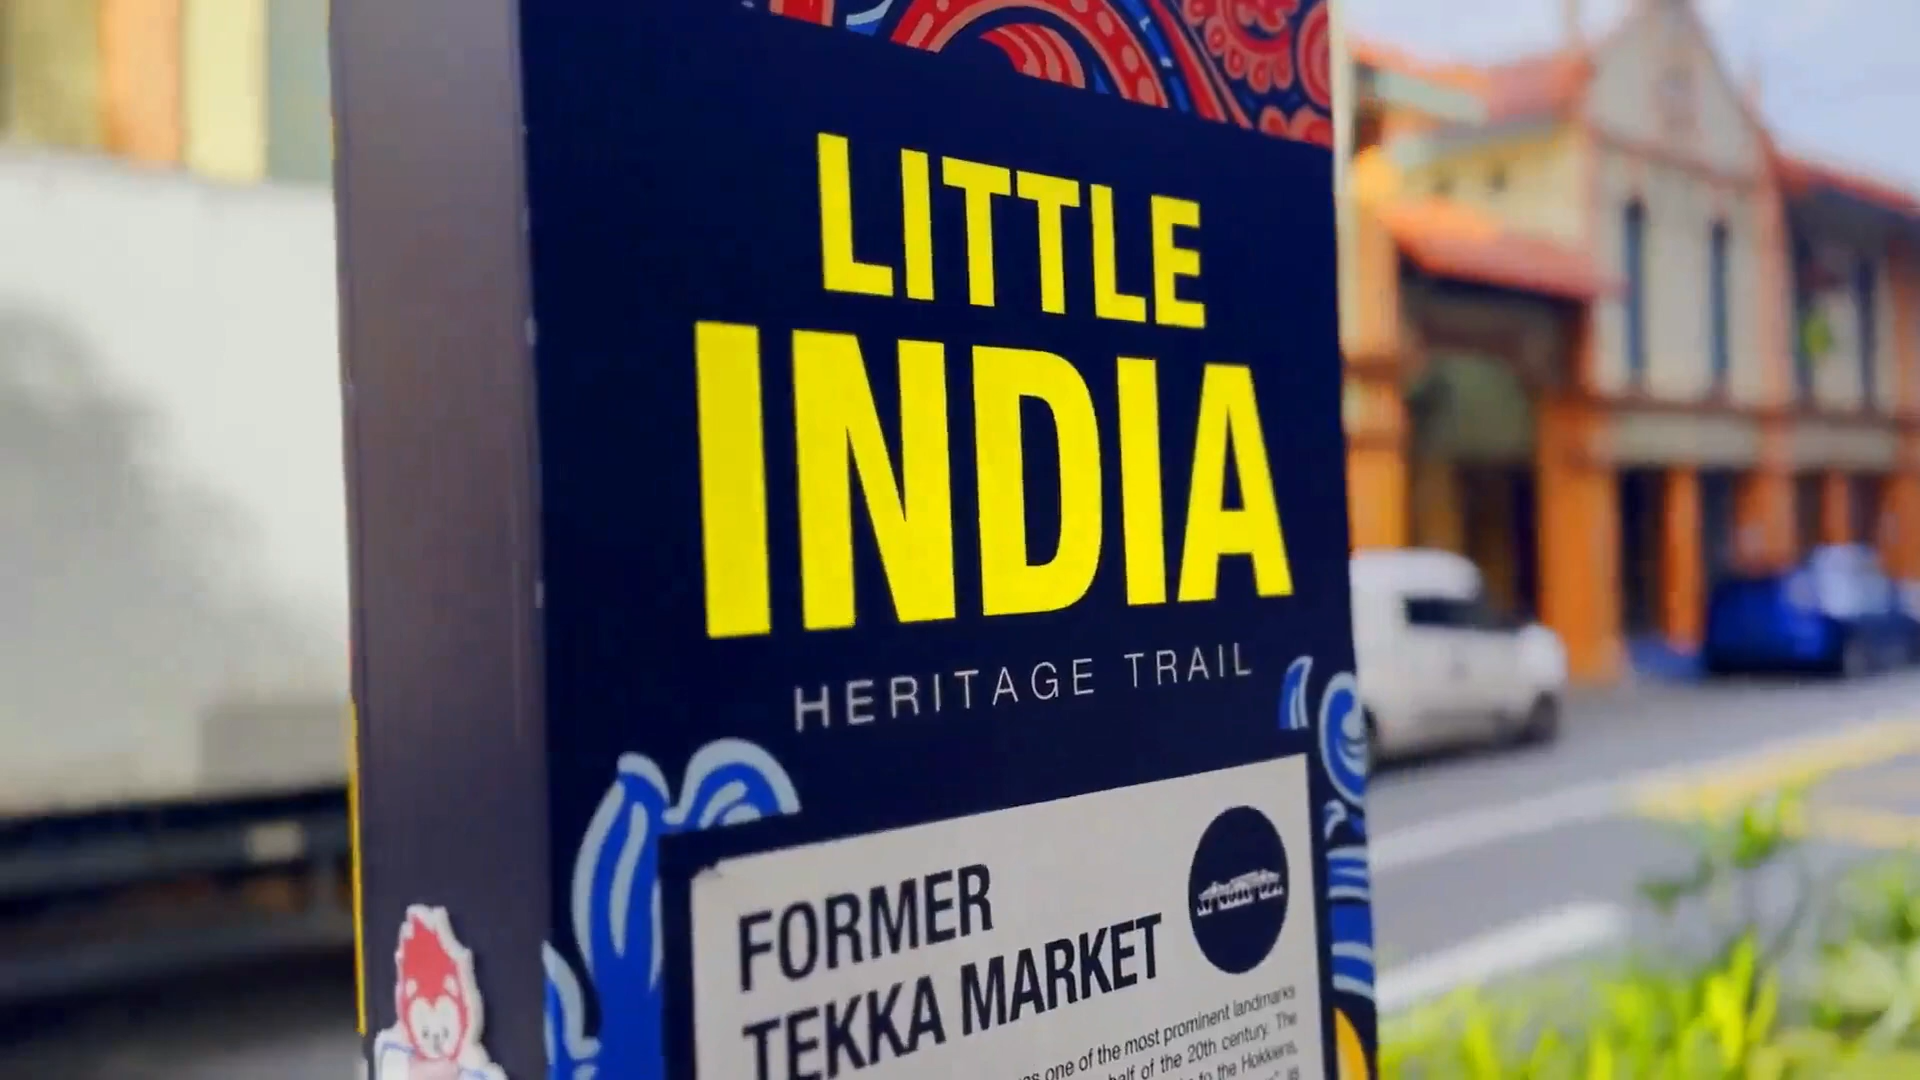 LITTLE
INDIA
HERITAGE TRAIL
FORMER
TEKKA MARKET
one of the most prominent landmarks
half of the 20th century. The
to the Hokkiens,
as